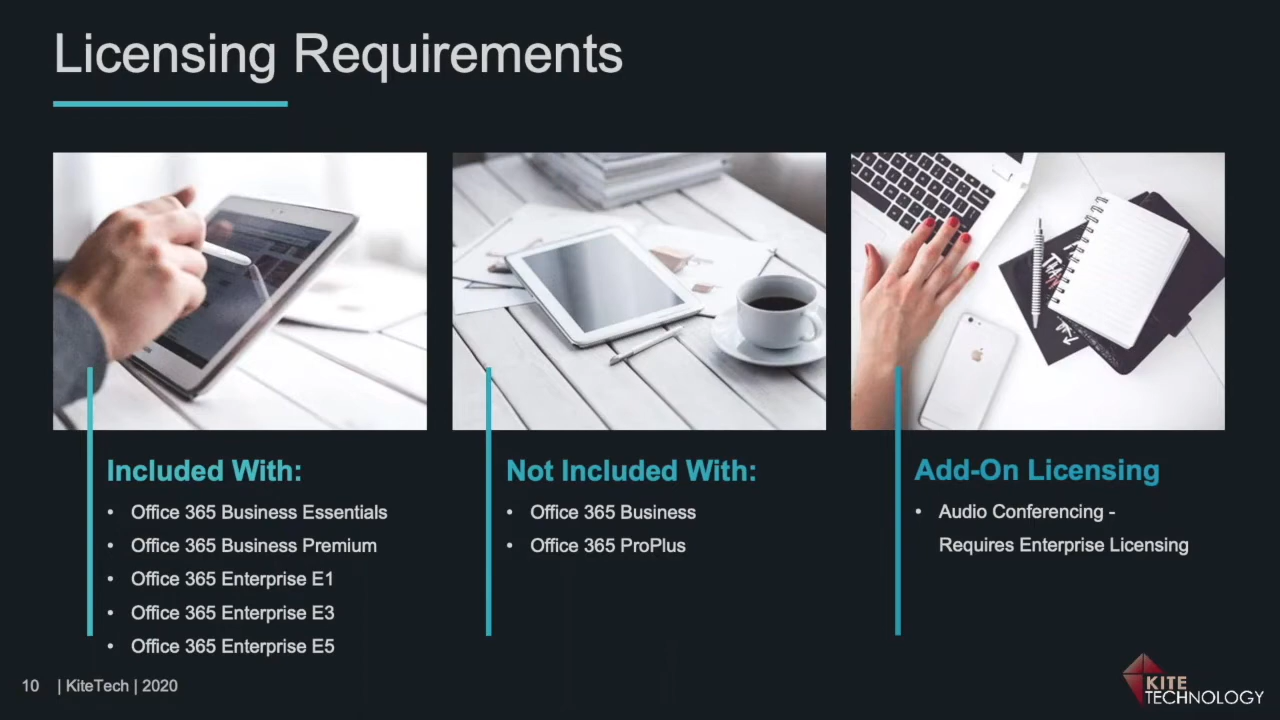 Licensing Requirements
Included With:
• Office 365 Business Essentials
• Office 365 Business Premium
• Office 365 Enterprise E1
• Office 365 Enterprise E3
• Office 365 Enterprise E5
Not Included With:
• Office 365 Business
• Office 365 ProPlus
Add-On Licensing
• Audio Conferencing -
Requires Enterprise Licensing
10 | KiteTech | 2020
KITE
TECHNOLOGY